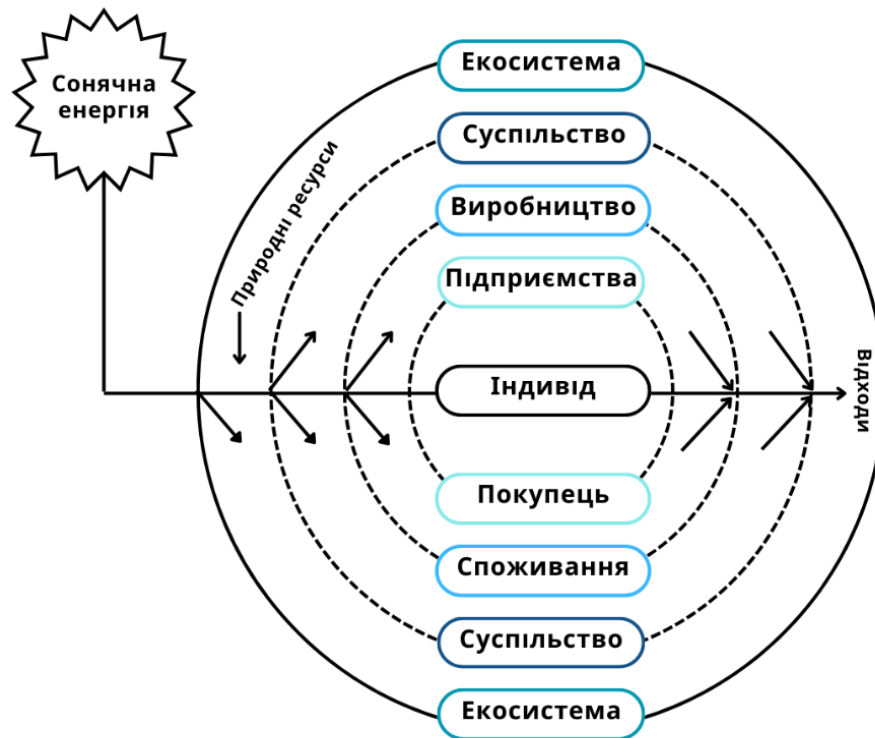 Сонячна
енергія
Екосистема
Суспільство
Виробництво
Підприємства
Природні ресурси
Індивід
Відходи
Покупець
Споживання
Суспільство
Екосистема